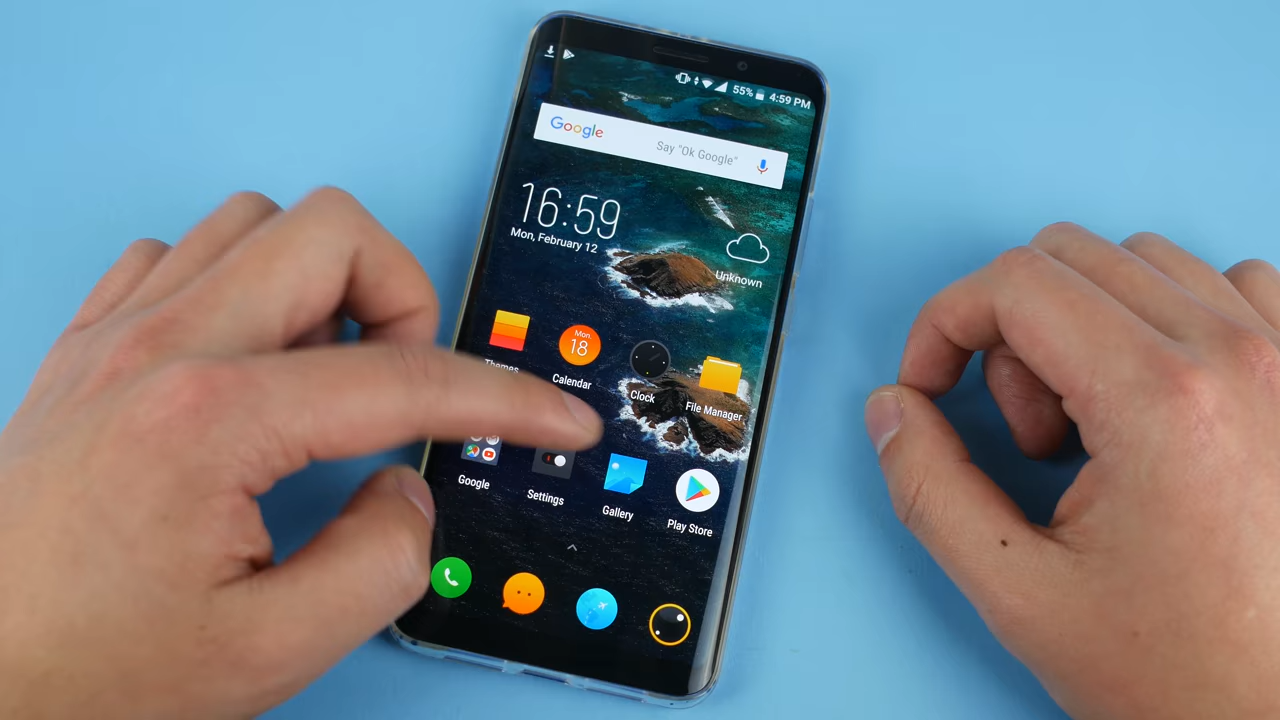 55% 4:59 PM
Google
Say "Ok Google"
16:59
Mon, February 12
Unknown
Themes
Mon.
18
Calendar
Clock
File Manager
Google
Settings
Gallery
Play Store